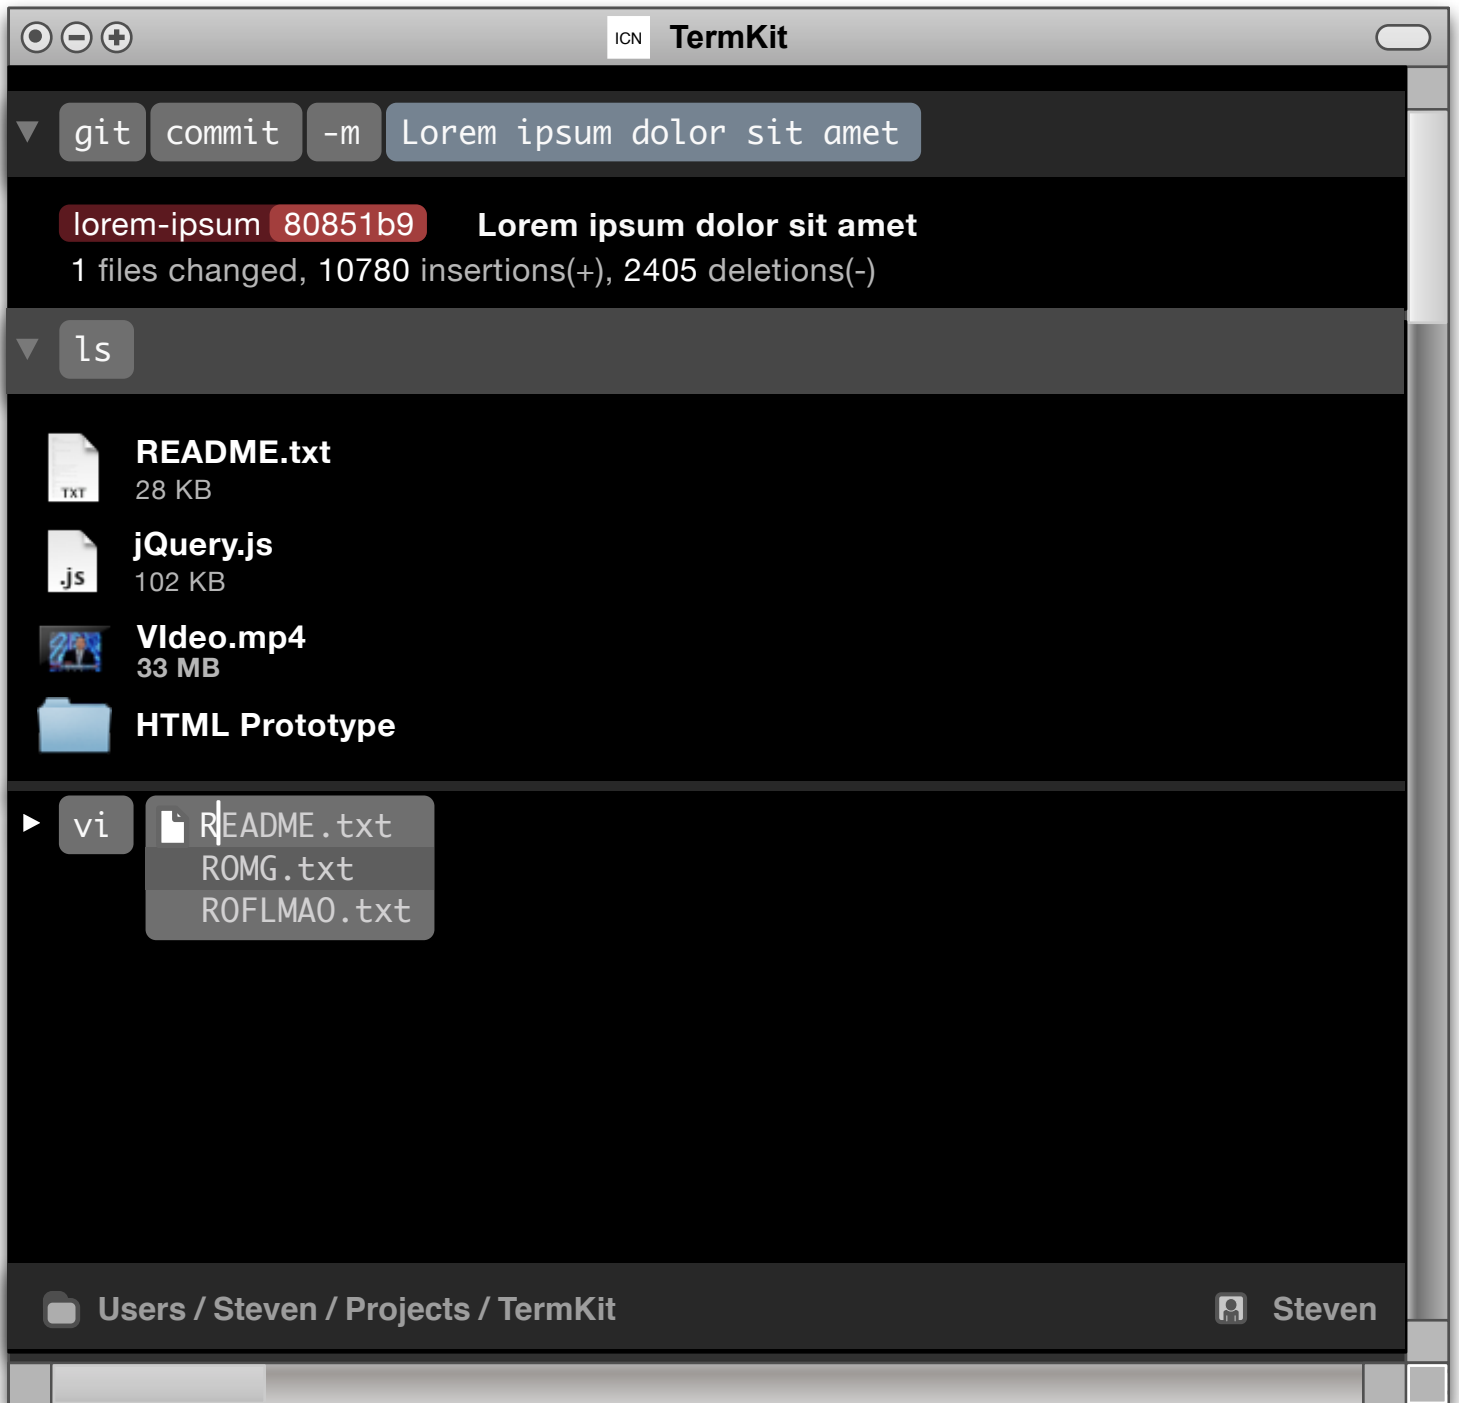 ICN TermKit
git commit -m Lorem ipsum dolor sit amet
lorem-ipsum 80851b9 Lorem ipsum dolor sit amet
1 files changed, 10780 insertions(+), 2405 deletions(-)
ls
README.txt
28 KB
TXT
jQuery.js
102 KB
.js
VIdeo.mp4
33 MB
HTML Prototype
vi README.txt
ROMG.txt
ROFLMAO.txt
Users / Steven / Projects / TermKit Steven